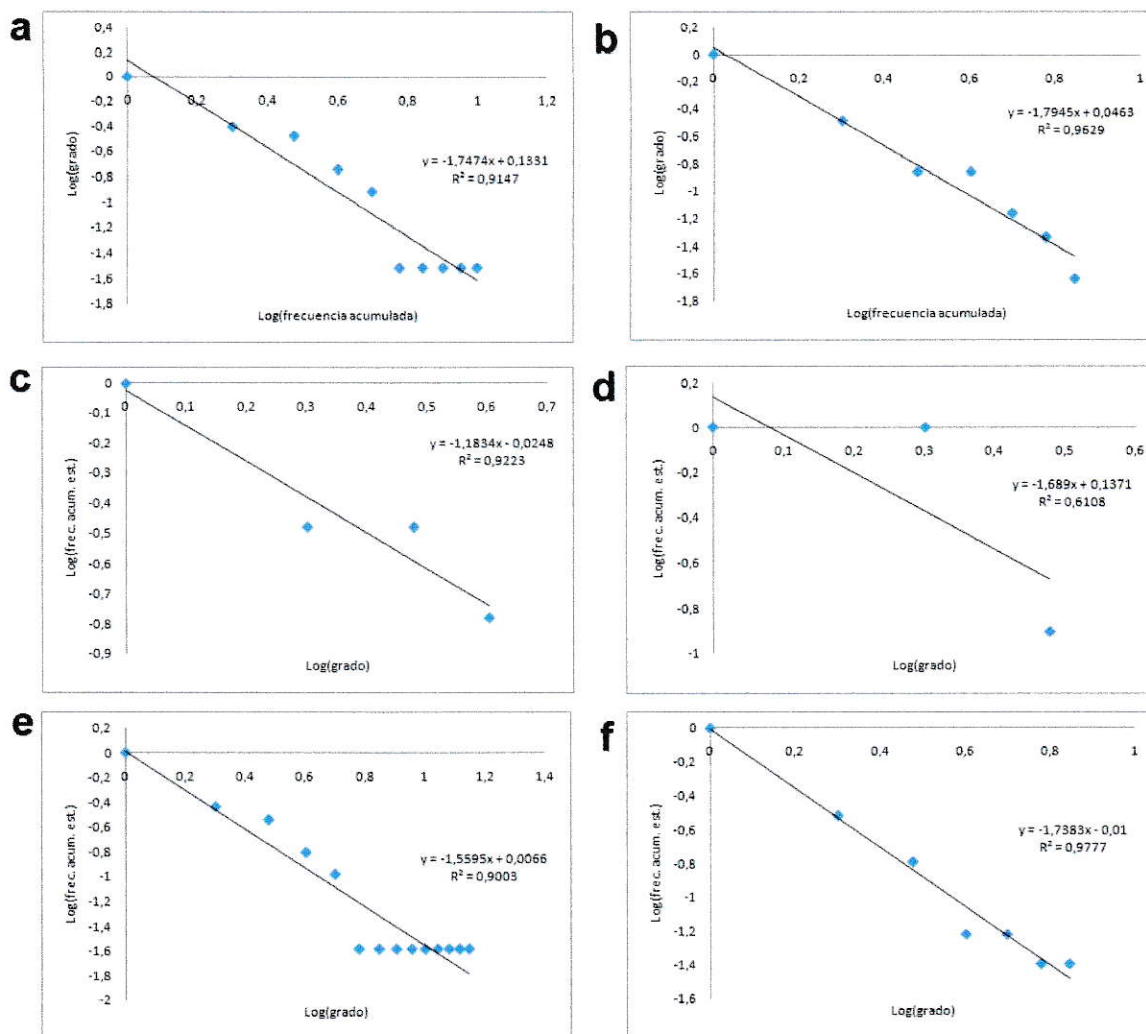 a
0,4
0,2
0
-0,2
-0,4
-0,6
-0,8
-1
-1,2
-1,4
-1,6
-1,8
0 0,2 0,4 0,6 0,8 1 1,2
Log(grado)
y = -1,7474x + 0,1331
R² = 0,9147
Log(frecuencia acumulada)
b
0,2
0
-0,2
-0,4
-0,6
-0,8
-1
-1,2
-1,4
-1,6
-1,8
0 0,2 0,4 0,6 0,8 1
Log(grado)
y = -1,7945x + 0,0463
R² = 0,9629
Log(frecuencia acumulada)
c
0
-0,1
-0,2
-0,3
-0,4
-0,5
-0,6
-0,7
-0,8
-0,9
0 0,1 0,2 0,3 0,4 0,5 0,6 0,7
Log(frec. acum. est.)
y = -1,1834x - 0,0248
R² = 0,9223
Log(grado)
d
0,2
0
-0,2
-0,4
-0,6
-0,8
-1
0 0,1 0,2 0,3 0,4 0,5 0,6
Log(frec. acum. est.)
y = -1,689x + 0,1371
R² = 0,6108
Log(grado)
e
0,2
0
-0,2
-0,4
-0,6
-0,8
-1
-1,2
-1,4
-1,6
-1,8
-2
0 0,2 0,4 0,6 0,8 1 1,2 1,4
Log(frec. acum. est.)
y = -1,5595x + 0,0066
R² = 0,9003
Log(grado)
f
0
-0,2
-0,4
-0,6
-0,8
-1
-1,2
-1,4
-1,6
0 0,2 0,4 0,6 0,8 1
Log(frec. acum. est.)
y = -1,7383x - 0,01
R² = 0,9777
Log(grado)